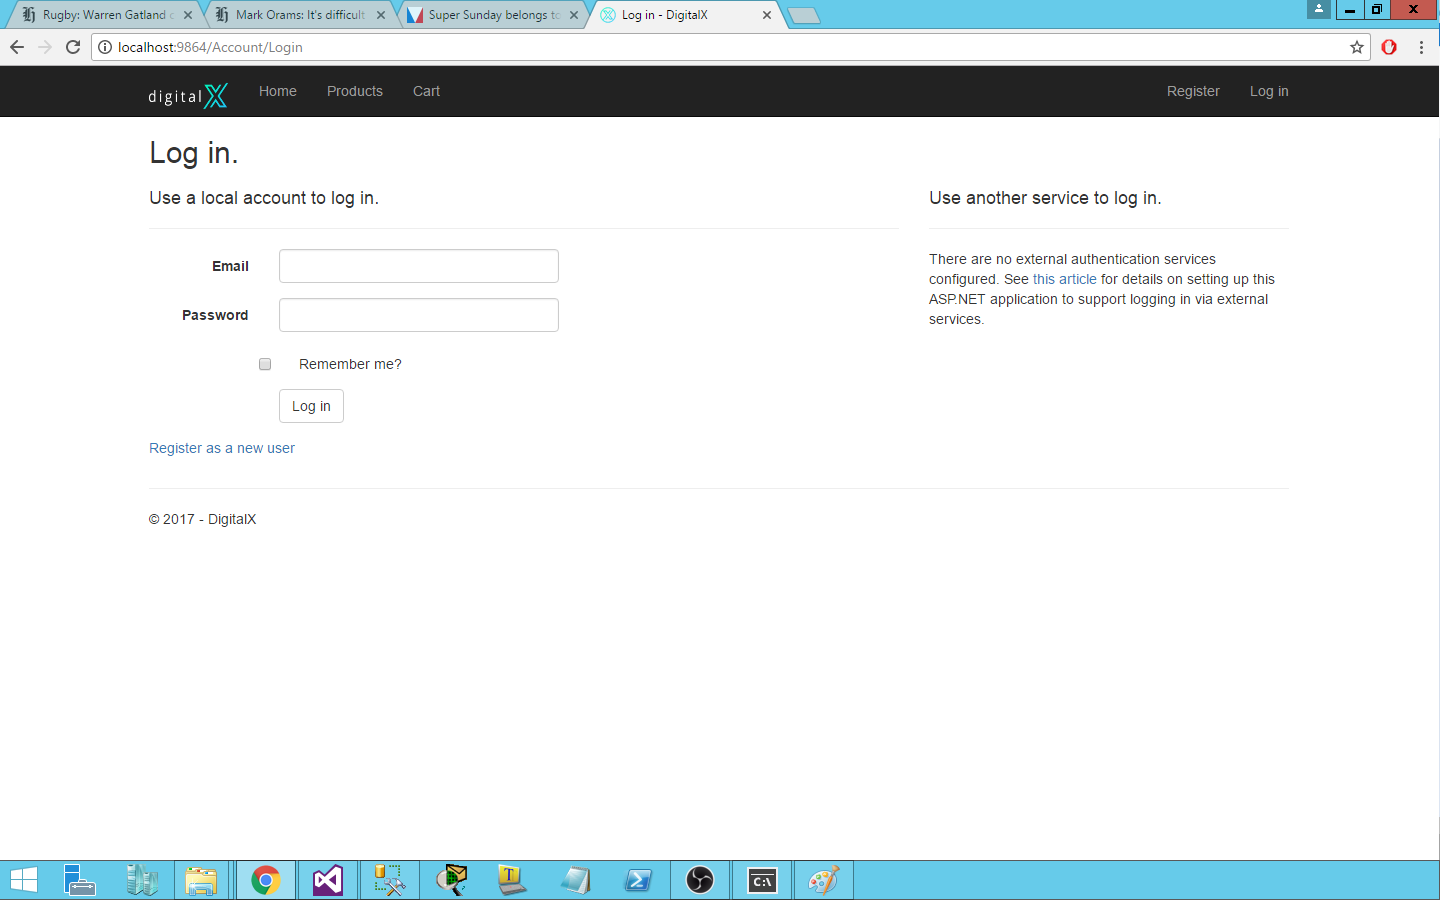 Rugby: Warren Gatland
Mark Orams: It's difficult
Super Sunday belongs to
Log in - DigitalX
localhost:9864/Account/Login
digitalX
Home
Products
Cart
Register
Log in
Log in.
Use a local account to log in.
Email
Password
Remember me?
Log in
Register as a new user
Use another service to log in.
There are no external authentication services
configured. See this article for details on setting up this
ASP.NET application to support logging in via external
services.
© 2017 - DigitalX
C:\